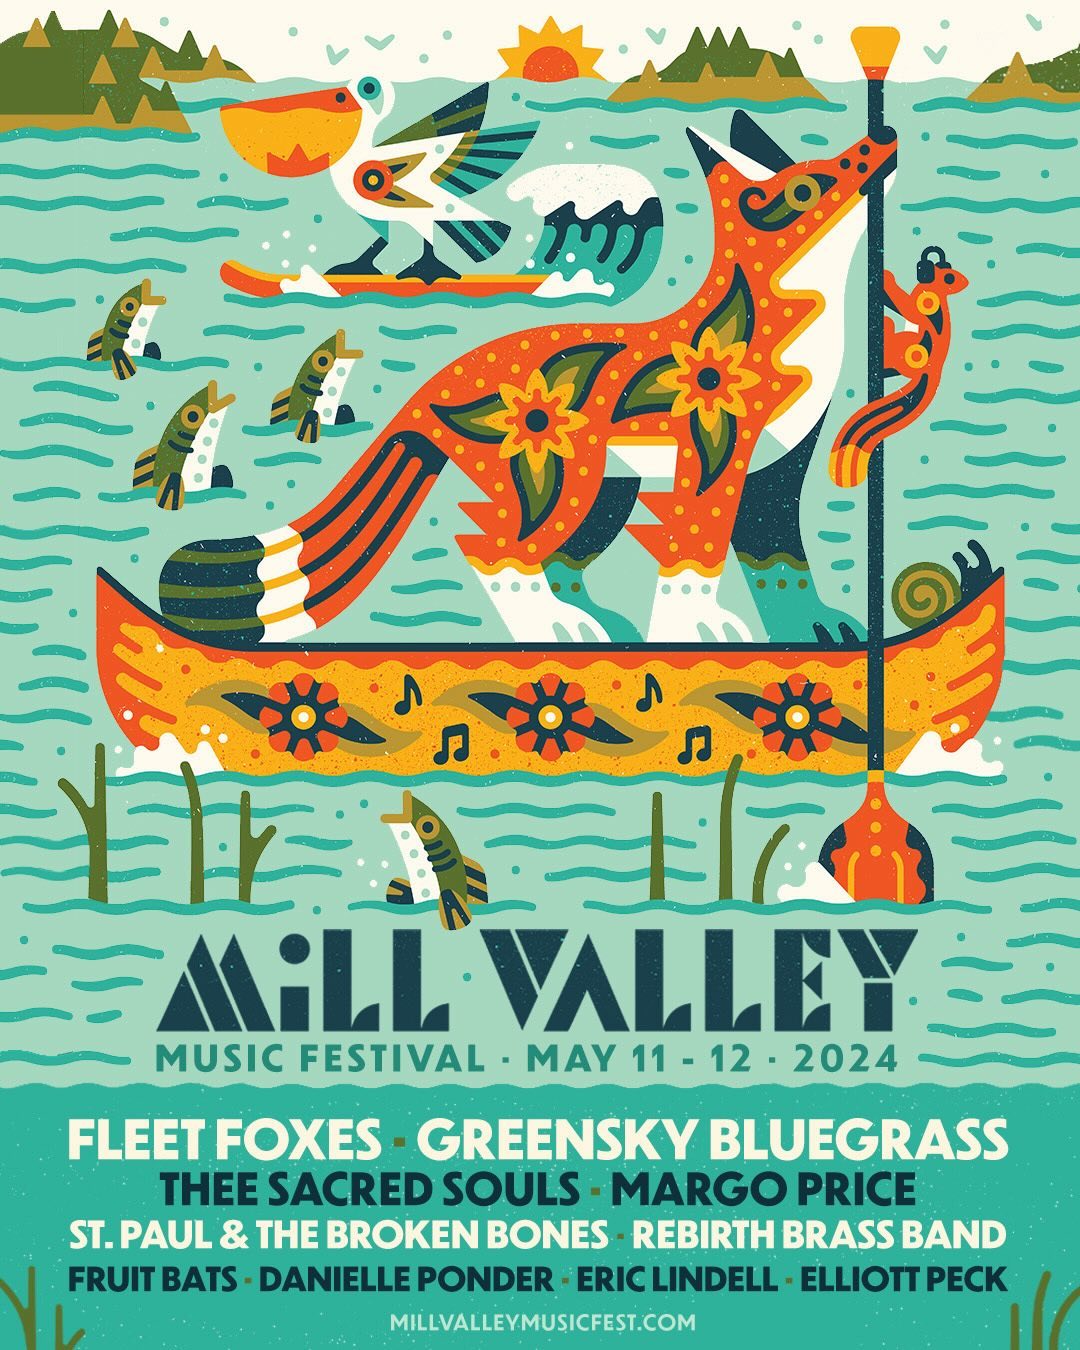 MiLL VALLEY
MUSIC FESTIVAL · MAY 11 - 12 · 2024
FLEET FOXES · GREENSKY BLUEGRASS
THEE SACRED SOULS · MARGO PRICE
ST. PAUL & THE BROKEN BONES · REBIRTH BRASS BAND
FRUIT BATS · DANIELLE PONDER · ERIC LINDELL · ELLIOTT PECK
MILLVALLEYMUSICFEST.COM